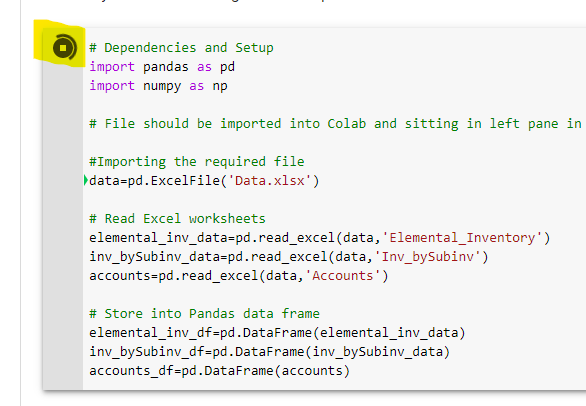 # Dependencies and Setup
import pandas as pd
import numpy as np
# File should be imported into Colab and sitting in left pane in
#Importing the required file
data=pd.ExcelFile('Data.xlsx')
# Read Excel worksheets
elemental_inv_data=pd.read_excel(data,'Elemental_Inventory')
inv_bySubinv_data=pd.read_excel(data,'Inv_bySubinv')
accounts=pd.read_excel(data,'Accounts')
# Store into Pandas data frame
elemental_inv_df=pd.DataFrame(elemental_inv_data)
inv_bySubinv_df=pd.DataFrame(inv_bySubinv_data)
accounts_df=pd.DataFrame(accounts)